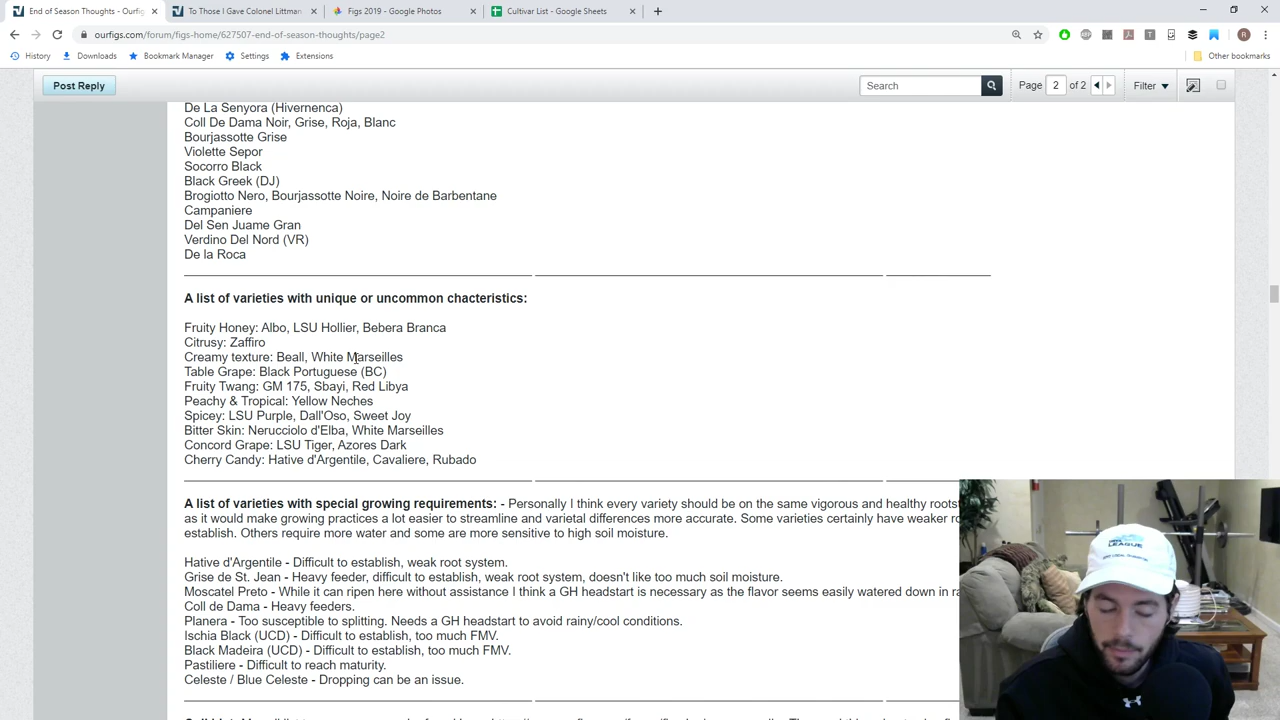 End of Season Thoughts - Ourfig
To Those I Gave Colonel Littman
Figs 2019 - Google Photos
Cultivar List - Google Sheets
ourfigs.com/forum/figs-home/627507-end-of-season-thoughts/page2
History
Downloads
Bookmark Manager
Settings
Extensions
Other bookmarks
Post Reply
Search
Page 2 of 2
Filter
De La Senyora (Hivernenca)
Coll De Dama Noir, Grise, Roja, Blanc
Bourjassotte Grise
Violette Sepor
Socorro Black
Black Greek (DJ)
Brogiotto Nero, Bourjassotte Noire, Noire de Barbentane
Campaniere
Del Sen Juame Gran
Verdino Del Nord (VR)
De la Roca
A list of varieties with unique or uncommon chacteristics:
Fruity Honey: Albo, LSU Hollier, Bebera Branca
Citrusy: Zaffiro
Creamy texture: Beall, White Marseilles
Table Grape: Black Portuguese (BC)
Fruity Twang: GM 175, Sbayi, Red Libya
Peachy & Tropical: Yellow Neches
Spicey: LSU Purple, Dall'Oso, Sweet Joy
Bitter Skin: Nerucciolo d'Elba, White Marseilles
Concord Grape: LSU Tiger, Azores Dark
Cherry Candy: Hative d'Argentile, Cavaliere, Rubado
A list of varieties with special growing requirements: - Personally I think every variety should be on the same vigorous and healthy roots
as it would make growing practices a lot easier to streamline and varietal differences more accurate. Some varieties certainly have weaker ro
establish. Others require more water and some are more sensitive to high soil moisture.
Hative d'Argentile - Difficult to establish, weak root system.
Grise de St. Jean - Heavy feeder, difficult to establish, weak root system, doesn't like too much soil moisture.
Moscatel Preto - While it can ripen here without assistance I think a GH headstart is necessary as the flavor seems easily watered down in ra
Coll de Dama - Heavy feeders.
Planera - Too susceptible to splitting. Needs a GH headstart to avoid rainy/cool conditions.
Ischia Black (UCD) - Difficult to establish, too much FMV.
Black Madeira (UCD) - Difficult to establish, too much FMV.
Pastiliere - Difficult to reach maturity.
Celeste / Blue Celeste - Dropping can be an issue.
LEAGUE